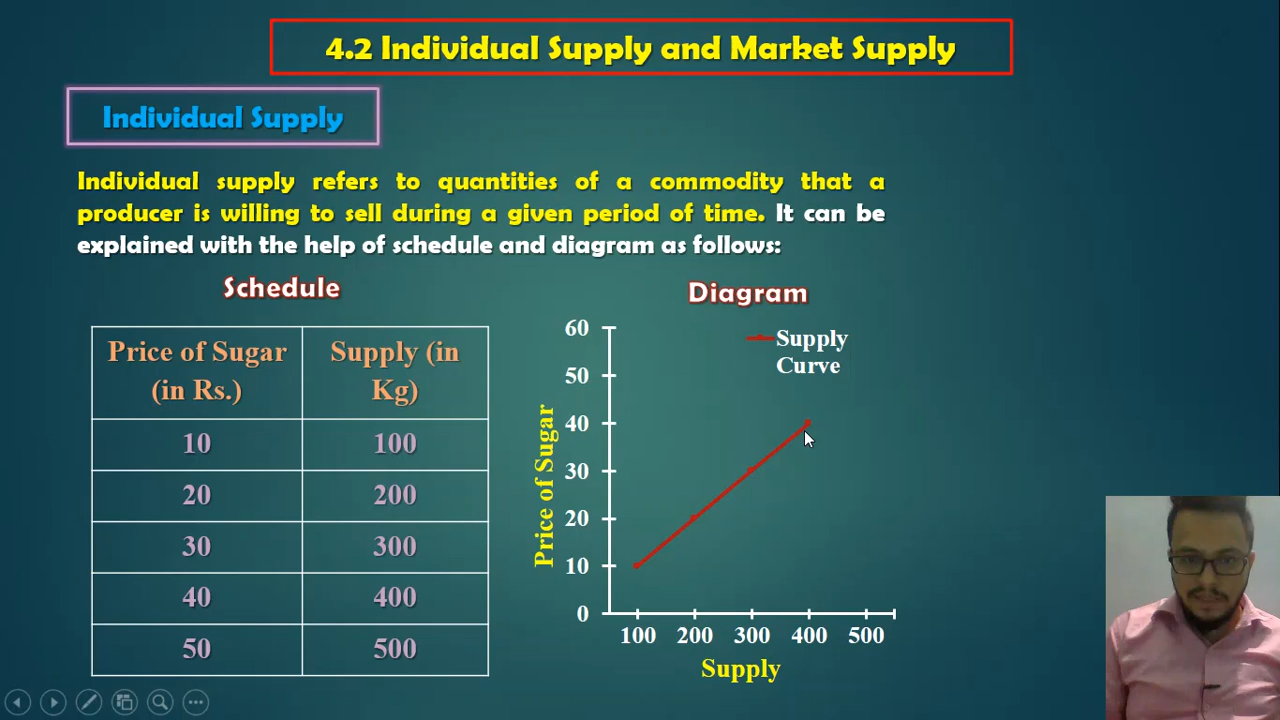 4.2 Individual Supply and Market Supply
Individual Supply
Individual supply refers to quantities of a commodity that a
producer is willing to sell during a given period of time. It can be
explained with the help of schedule and diagram as follows:
Schedule
Price of Sugar
(in Rs.)
Supply (in
Kg)
10 100
20 200
30 300
40 400
50 500
Diagram
Supply
Curve
Price of Sugar
60
50
40
30
20
10
0
100 200 300 400 500
Supply